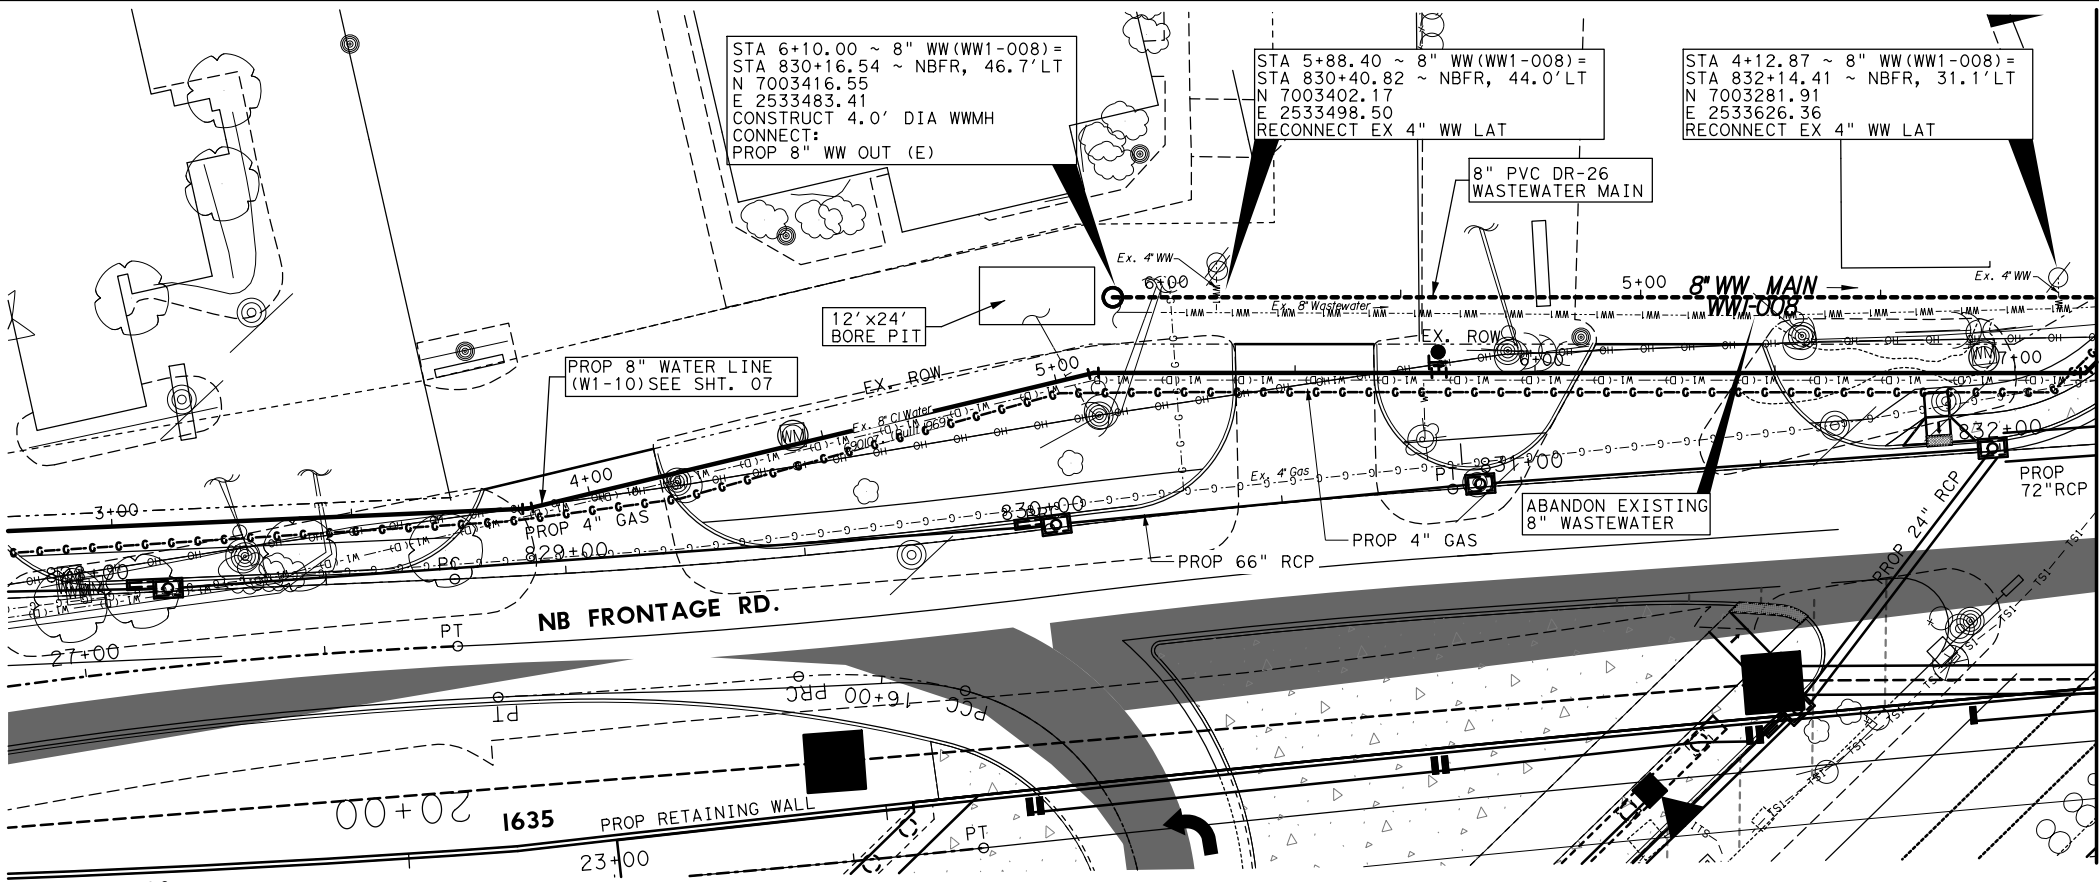 STA 6+10.00 ~ 8" WW(WW1-008)=
STA 830+16.54 ~ NBFR, 46.7'LT
N 7003416.55
E 2533483.41
CONSTRUCT 4.0' DIA WWMH
CONNECT:
PROP 8" WW OUT (E)
STA 5+88.40 ~ 8" WW(WW1-008)=
STA 830+40.82 ~ NBFR, 44.0'LT
N 7003402.17
E 2533498.50
RECONNECT EX 4" WW LAT
STA 4+12.87 ~ 8" WW(WW1-008)=
STA 832+14.41 ~ NBFR, 31.1'LT
N 7003281.91
E 2533626.36
RECONNECT EX 4" WW LAT
8" PVC DR-26
WASTEWATER MAIN
Ex. 4" WW
6+00
5+00
8" WW MAIN
WW1-008
Ex. 4" WW
Ex. 8" Wastewater
12'x24'
BORE PIT
EX. ROW
6+00
7+00
PROP 8" WATER LINE
(W1-10)SEE SHT. 07
EX. ROW
5+00
Ex. 8" CI Water
4+00
3+00
Ex. 4" Gas
831+00
832+00
PROP
72"RCP
ABANDON EXISTING
8" WASTEWATER
PROP 4" GAS
829+00
830+00
PROP 4" GAS
PROP 66" RCP
PROP 24" RCP
PC
NB FRONTAGE RD.
PT
27+00
PT
PRC
16+00
PCC
20+00
1635
PROP RETAINING WALL
PT
23+00